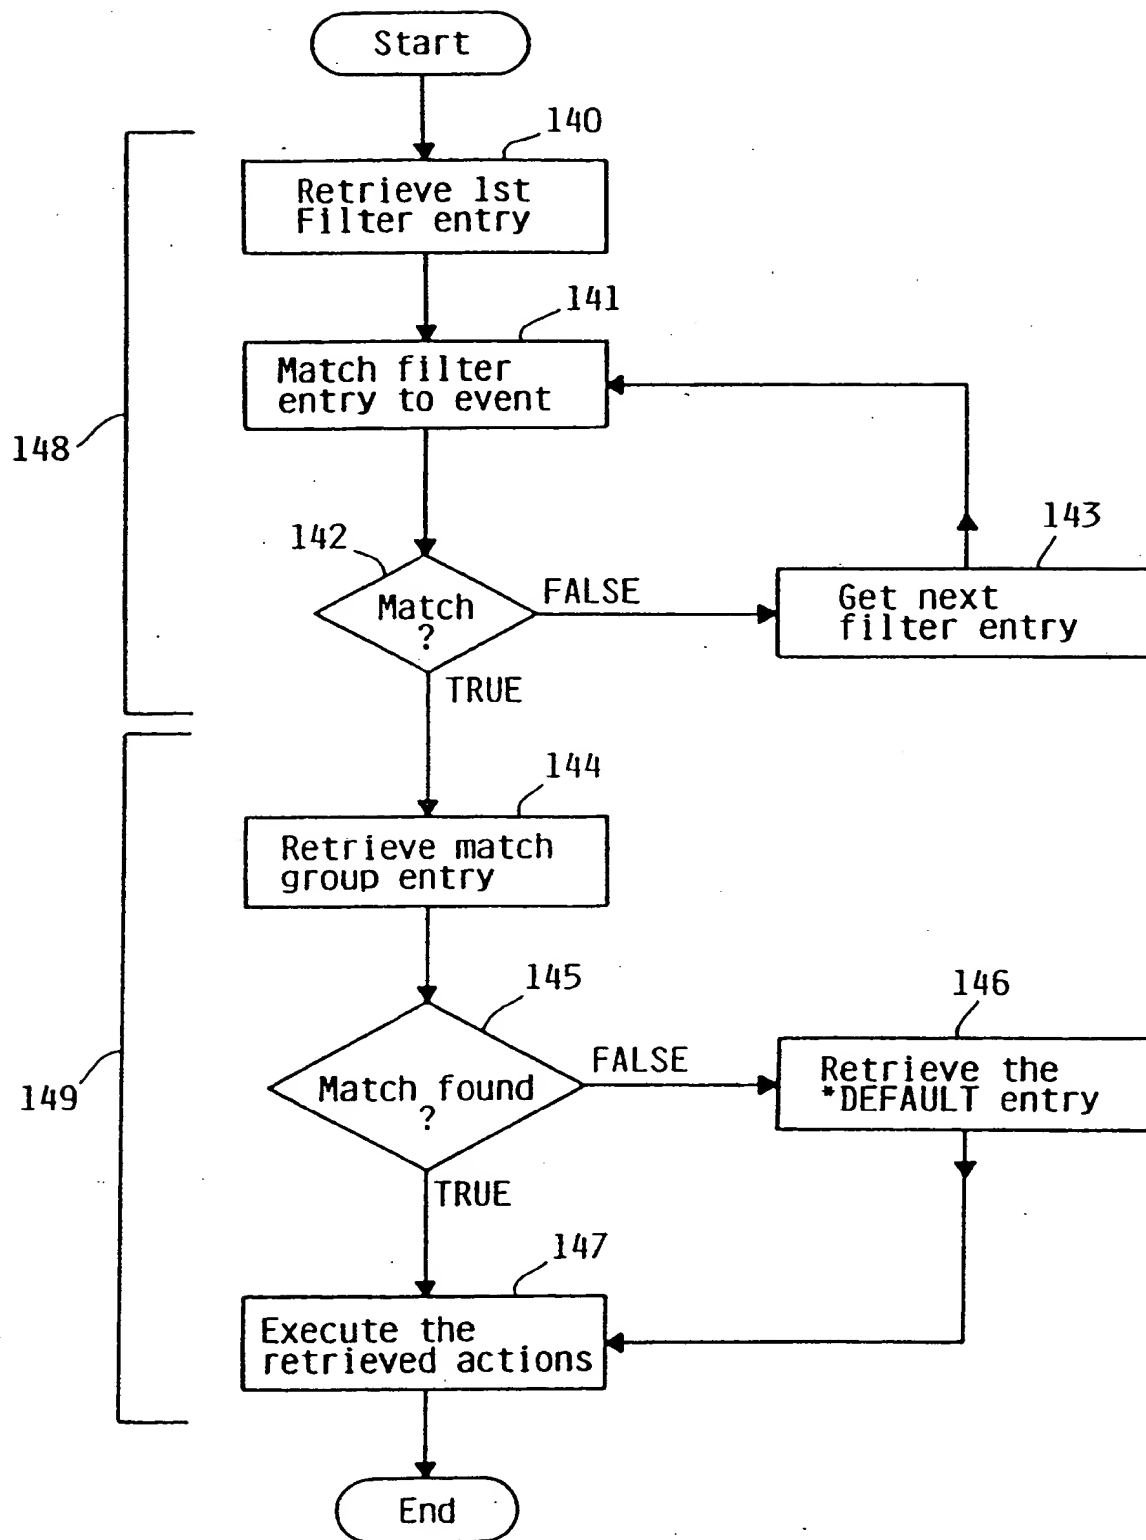 Start
140
Retrieve 1st
Filter entry
141
Match filter
entry to event
148
142
Match
?
FALSE
143
Get next
filter entry
TRUE
144
Retrieve match
group entry
145
Match found
?
FALSE
146
Retrieve the
*DEFAULT entry
149
TRUE
147
Execute the
retrieved actions
End